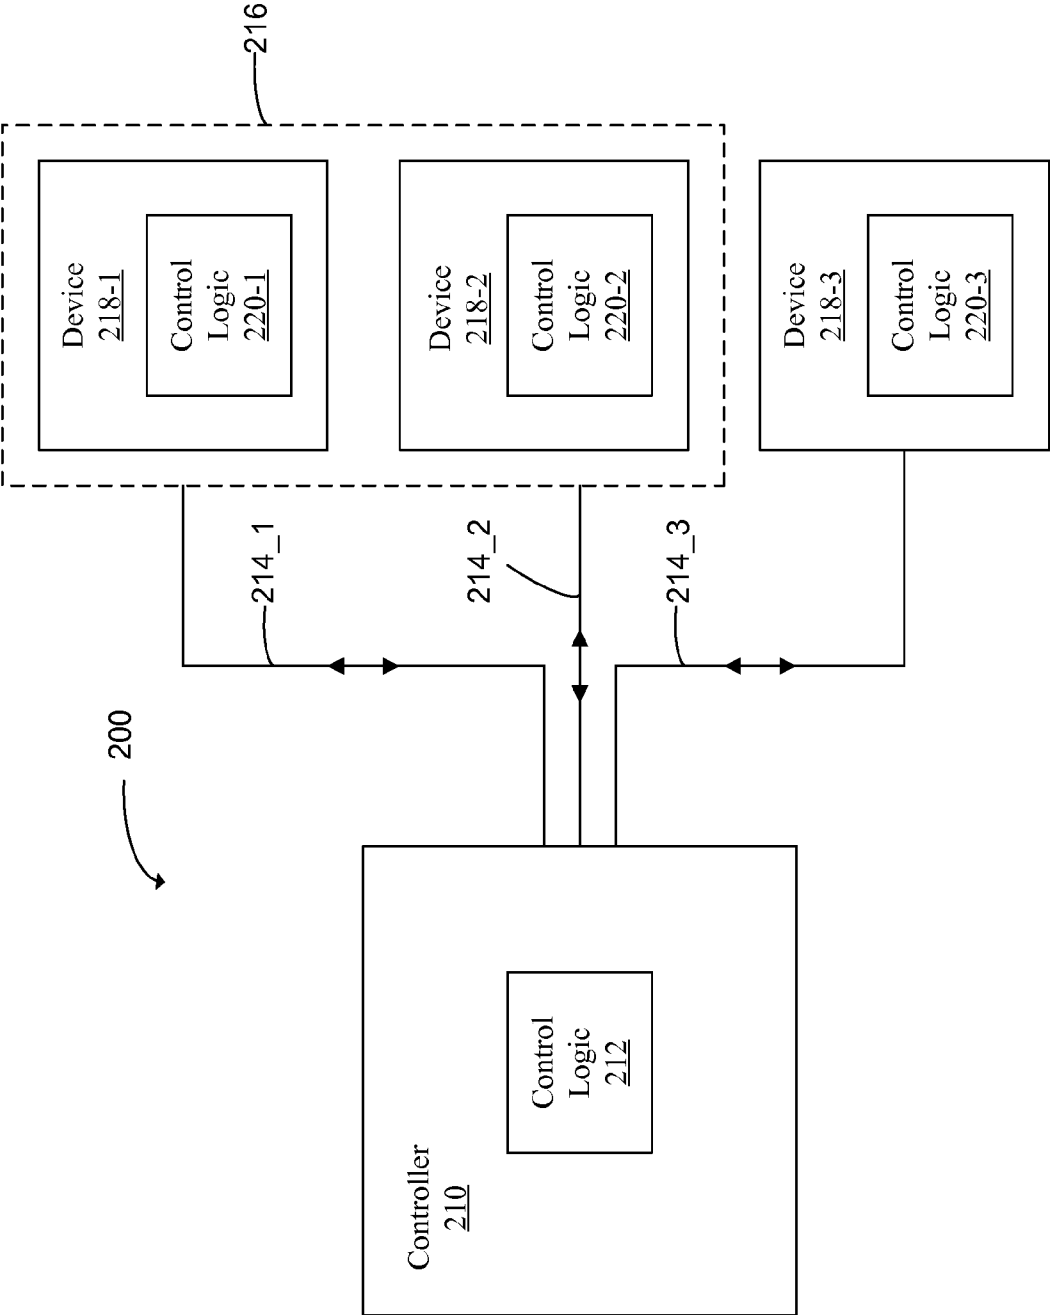 200
216
Controller
210
Control
Logic
212
214_1
214_2
214_3
Device
218-1
Control
Logic
220-1
Device
218-2
Control
Logic
220-2
Device
218-3
Control
Logic
220-3